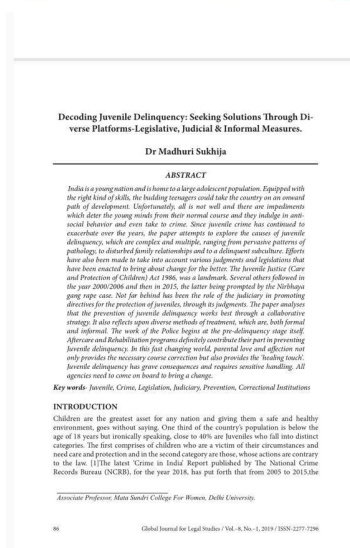 Decoding Juvenile Delinquency: Seeking Solutions Through Di-
verse Platforms-Legislative, Judicial & Informal Measures.
Dr Madhuri Sukhija
ABSTRACT
India is a young nation and is home to a large adolescent population. Equipped with
the right kind of skills, the budding teenagers could take the country on an onward
path of development. Unfortunately, all is not well and there are impediments
which deter the young minds from their normal course and they indulge in anti-
social behavior and even take to crime. Since juvenile crime has continued to
exacerbate over the years, the paper attempts to explore the causes of juvenile
delinquency, which are complex and multiple, ranging from pervasive patterns of
pathology, to disturbed family relationships and to a delinquent subculture. Efforts
have also been made to take into account various judgments and legislations that
have been enacted to bring about change for the better. The Juvenile Justice (Care
and Protection of Children) Act 1986, was a landmark. Several others followed in
the year 2000/2006 and then in 2015, the latter being prompted by the Nirbhaya
gang rape case. Not far behind has been the role of the judiciary in promoting
directives for the protection of juveniles, through its judgments. The paper analyses
that the prevention of juvenile delinquency works best through a collaborative
strategy. It also reflects upon diverse methods of treatment, which are, both formal
and informal. The work of the Police begins at the pre-delinquency stage itself.
Aftercare and Rehabilitation programs definitely contribute their part in preventing
Juvenile delinquency. In this fast changing world, parental love and affection not
only provides the necessary course correction but also provides the 'healing touch'.
Juvenile delinquency has grave consequences and requires sensitive handling. All
agencies need to come on board to bring a change.
Key words- Juvenile, Crime, Legislation, Judiciary, Prevention, Correctional Institutions
INTRODUCTION
Children are the greatest asset for any nation and giving them a safe and healthy
environment, goes without saying. One third of the country's population is below the
age of 18 years but ironically speaking, close to 40% are Juveniles who fall into distinct
categories. The first comprises of children who are a victim of their circumstances and
need care and protection and in the second category are those, whose actions are contrary
to the law. [1]The latest 'Crime in India' Report published by The National Crime
Records Bureau (NCRB), for the year 2018, has put forth that from 2005 to 2015,the
Associate Professor, Mata Sundri College For Women, Delhi University.
86 Global Journal for Legal Studies / Vol.-8, No.-1, 2019 / ISSN-2277-7296